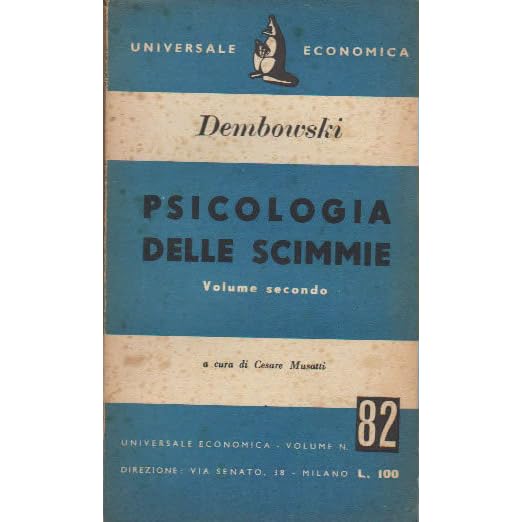 UNIVERSALE ECONOMICA
Dembowski
PSICOLOGIA
DELLE SCIMMIE
Volume secondo
a cura di Cesare Musatti
UNIVERSALE ECONOMICA - VOLUME N. 82
DIREZIONE: VIA SENATO, 38 - MILANO L. 100